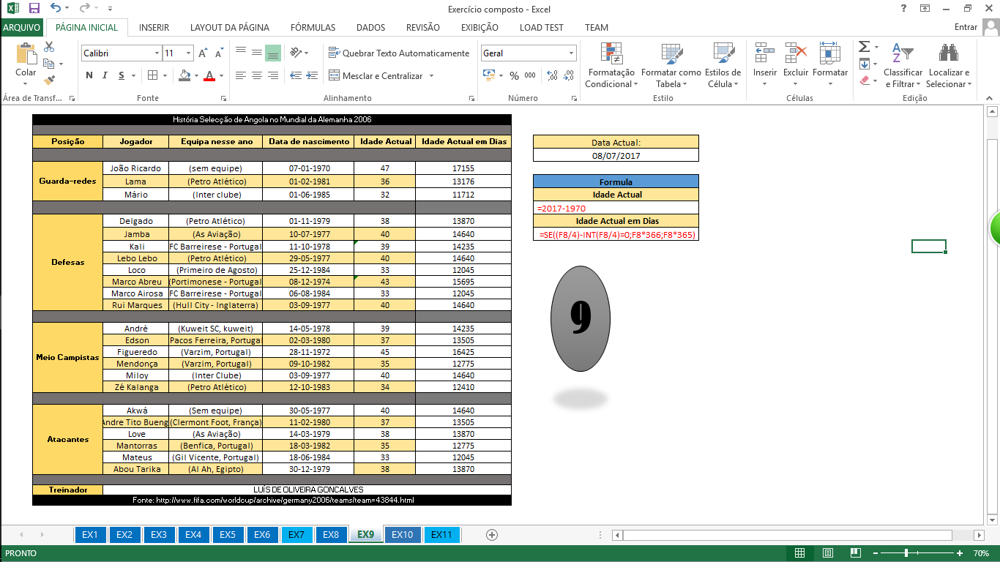 Exercício composto - Excel
ARQUIVO PÁGINA INICIAL INSERIR LAYOUT DA PÁGINA FÓRMULAS DADOS REVISÃO EXIBIÇÃO LOAD TEST TEAM Entrar
Colar Calibri 11 Quebrar Texto Automaticamente Geral
N I S Mesclar e Centralizar % 000
Formatação Condicional Formatar como Tabela Estilos de Célula Inserir Excluir Formatar Classificar e Filtrar Localizar e Selecionar
Área de Transf... Fonte Alinhamento Número Estilo Células Edição
História Selecção de Angola no Mundial da Alemanha 2006
Posição Jogador Equipa nesse ano Data de nascimento Idade Actual Idade Actual em Dias
Guarda-redes
João Ricardo (sem equipe) 07-01-1970 47 17155
Lama (Petro Atlético) 01-02-1981 36 13176
Mário (Inter clube) 01-06-1985 32 11712
Defesas
Delgado (Petro Atlético) 01-11-1979 38 13870
Jamba (As Aviação) 10-07-1977 40 14640
Kali FC Barreirese - Portugal 11-10-1978 39 14235
Lebo Lebo (Petro Atlético) 29-05-1977 40 14640
Loco (Primeiro de Agosto) 25-12-1984 33 12045
Marco Abreu (Portimonese - Portugal 08-12-1974 43 15695
Marco Airosa FC Barreirese - Portugal 06-08-1984 33 12045
Rui Marques (Hull City - Inglaterra) 03-09-1977 40 14640
Meio Campistas
André (Kuweit SC, kuweit) 14-05-1978 39 14235
Edson Pacos Ferreira, Portugal 02-03-1980 37 13505
Figueredo (Varzim, Portugal) 28-11-1972 45 16425
Mendonça (Varzim, Portugal) 09-10-1982 35 12775
Miloy (Inter Clube) 03-09-1977 40 14640
Zé Kalanga (Petro Atlético) 12-10-1983 34 12410
Atacantes
Akwá (Sem equipe) 30-05-1977 40 14640
Andre Tito Bueng (Clermont Foot, França) 11-02-1980 37 13505
Love (As Aviação) 14-03-1979 38 13870
Mantorras (Benfica, Portugal) 18-03-1982 35 12775
Mateus (Gil Vicente, Portugal) 18-06-1984 33 12045
Abou Tarika (Al Ah, Egipto) 30-12-1979 38 13870
Treinador LUÍS DE OLIVEIRA GONCALVES
Fonte: http://www.fifa.com/worldcup/archive/germany2006/teams/team=43844.html
Data Actual:
08/07/2017
Formula
Idade Actual
=2017-1970
Idade Actual em Dias
=SE((F8/4)-INT(F8/4)=0;F8*366;F8*365)
9
EX1 EX2 EX3 EX4 EX5 EX6 EX7 EX8 EX9 EX10 EX11
PRONTO 70%